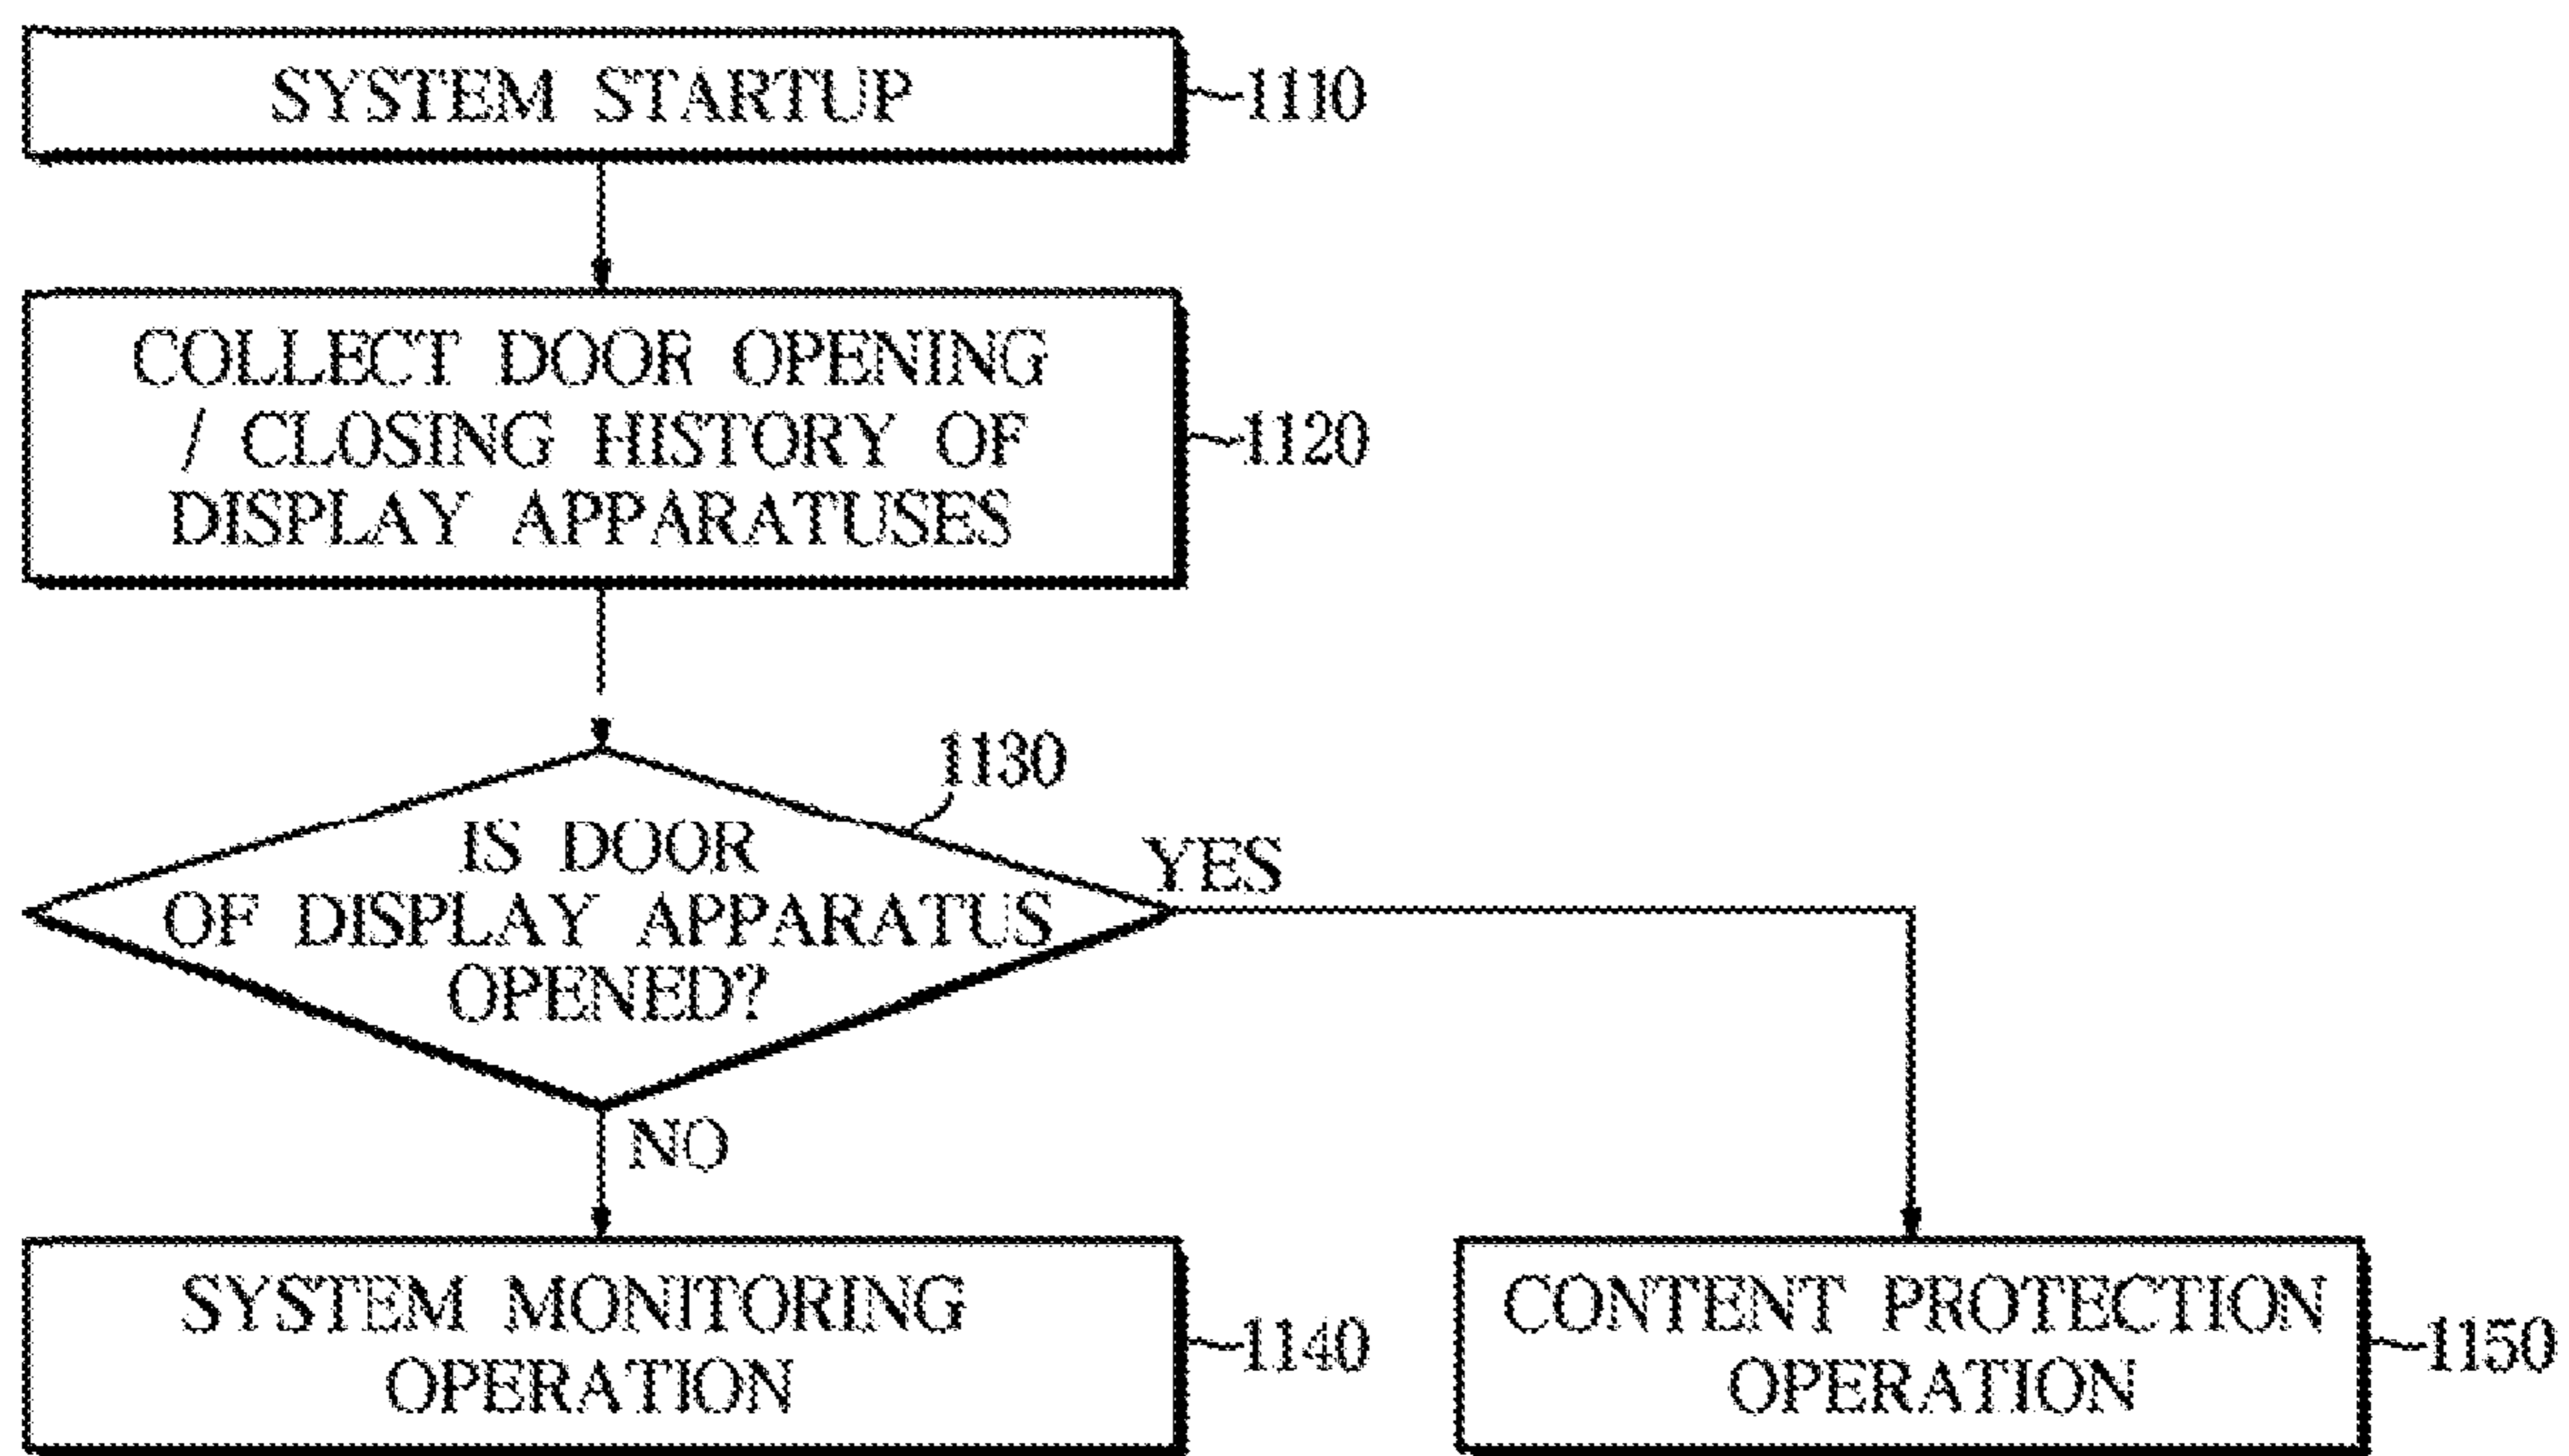 SYSTEM STARTUP
1110
COLLECT DOOR OPENING
/ CLOSING HISTORY OF
DISPLAY APPARATUSES
1120
1130
IS DOOR
OF DISPLAY APPARATUS
OPENED?
YES
NO
SYSTEM MONITORING
OPERATION
1140
CONTENT PROTECTION
OPERATION
1150